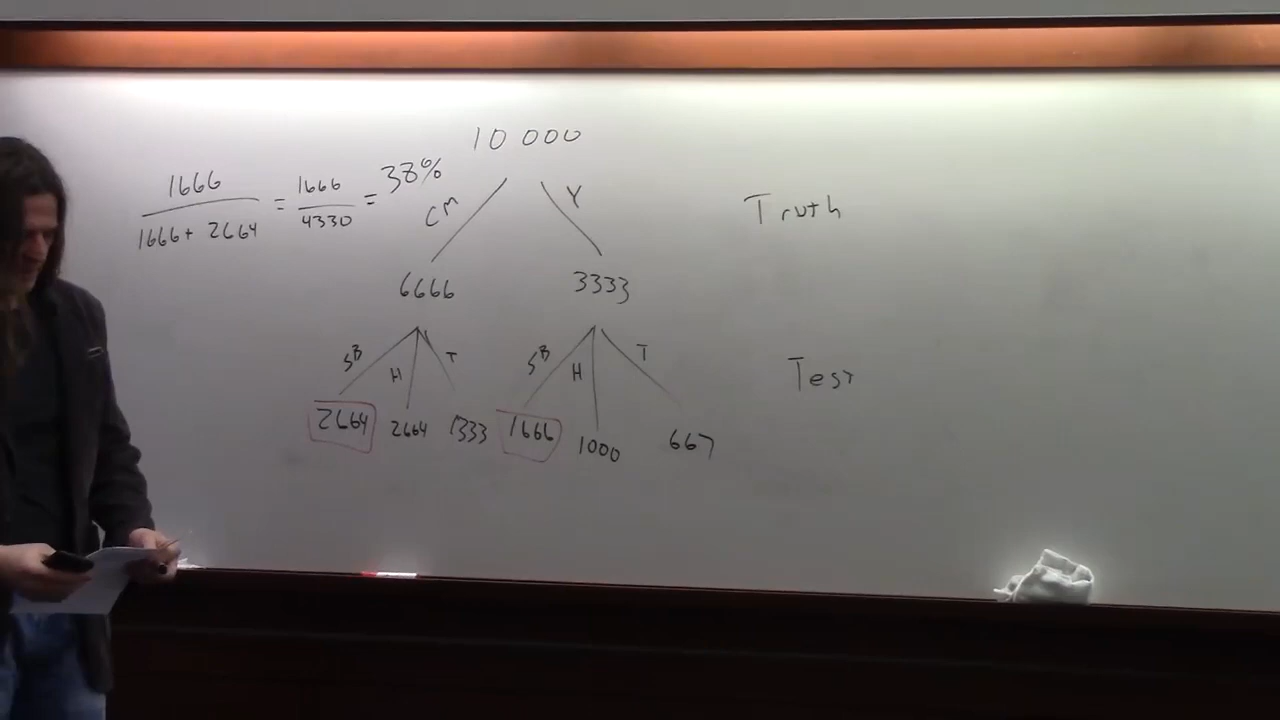 10 000
1666 / 1666 + 2664 = 1666 / 4330 = 38%
CM Y
Truth
6666 3333
SB H T SB H T
Test
2664 2664 1333 1666 1000 667